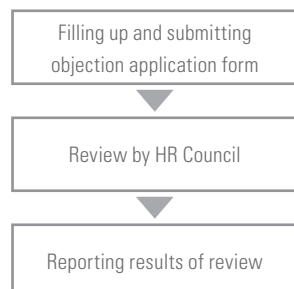 Filling up and submitting
objection application form
Review by HR Council
Reporting results of review